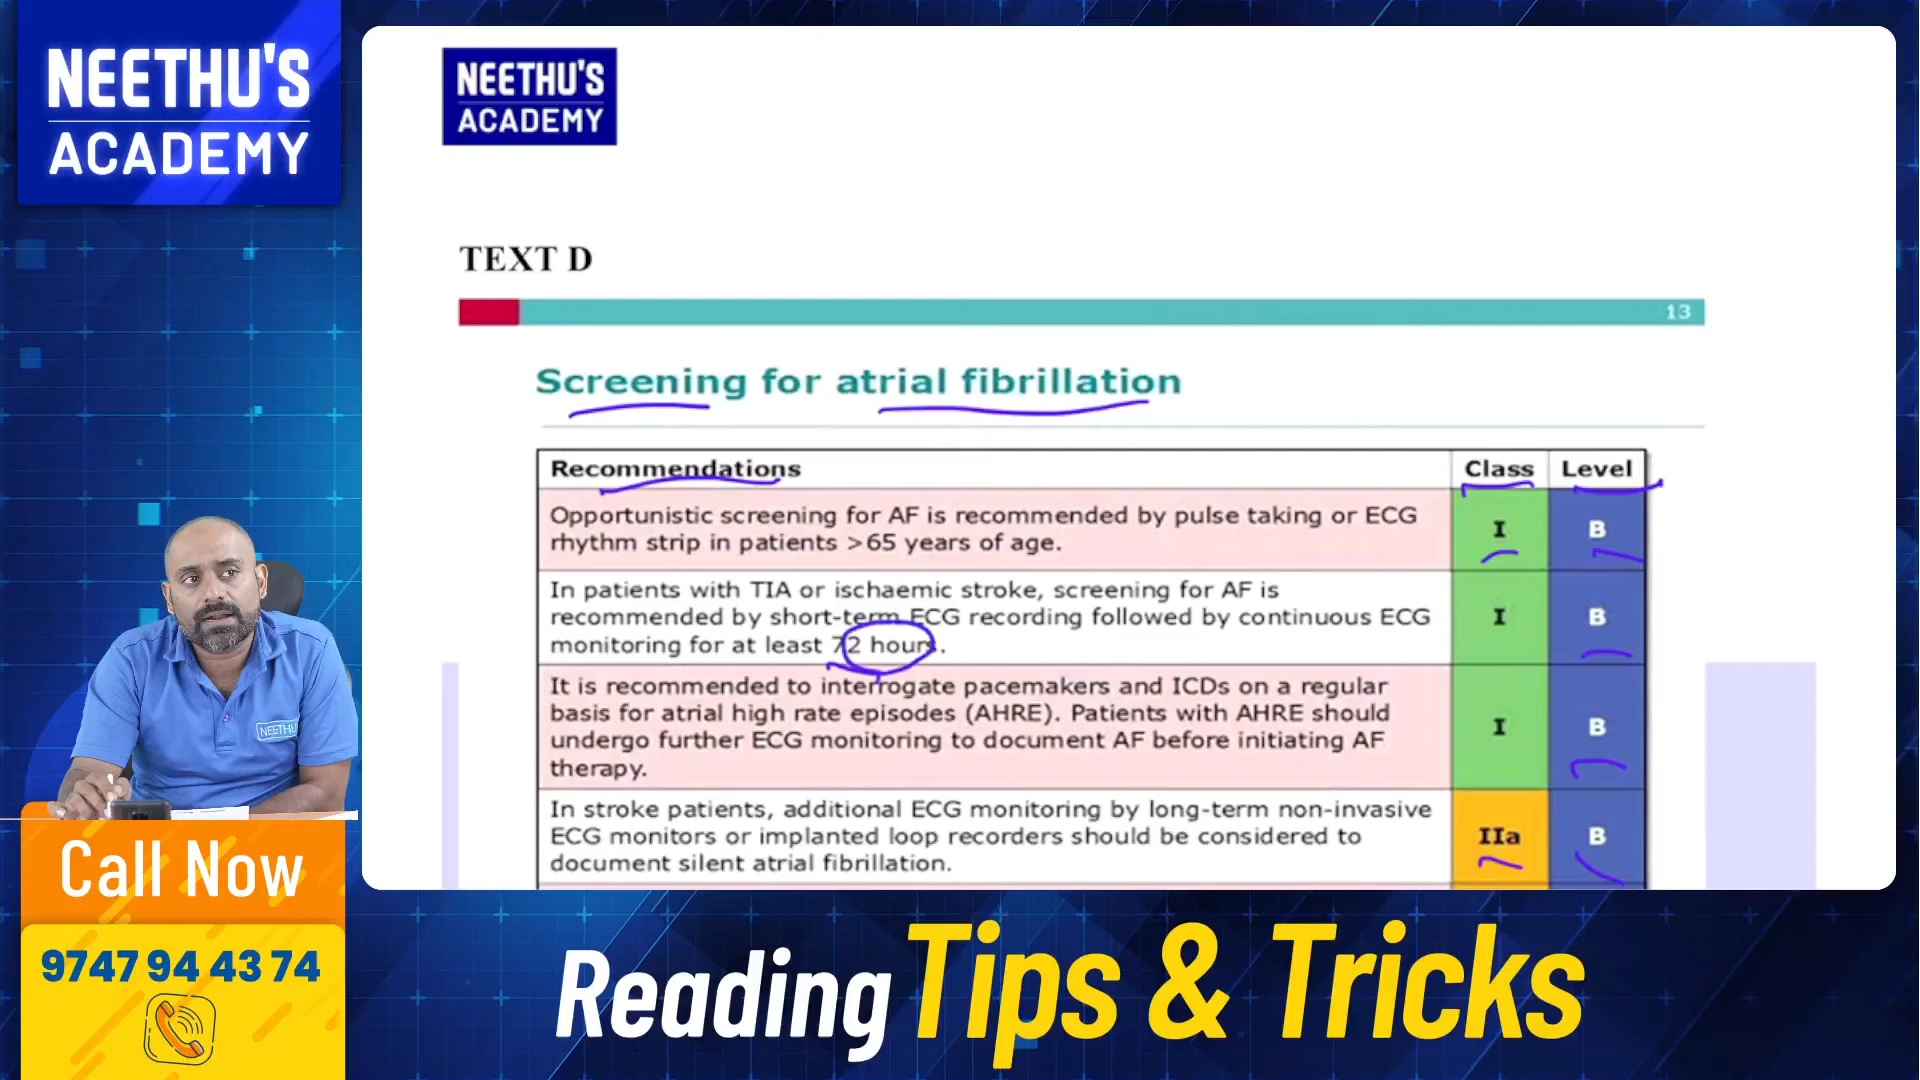 NEETHU'S
ACADEMY
NEETHU'S
ACADEMY
TEXT D
13
Screening for atrial fibrillation
Recommendations Class Level
Opportunistic screening for AF is recommended by pulse taking or ECG
rhythm strip in patients >65 years of age.
I B
In patients with TIA or ischaemic stroke, screening for AF is
recommended by short-term ECG recording followed by continuous ECG
monitoring for at least 72 hours.
I B
It is recommended to interrogate pacemakers and ICDs on a regular
basis for atrial high rate episodes (AHRE). Patients with AHRE should
undergo further ECG monitoring to document AF before initiating AF
therapy.
I B
In stroke patients, additional ECG monitoring by long-term non-invasive
ECG monitors or implanted loop recorders should be considered to
document silent atrial fibrillation.
IIa B
NEETHU'S
Call Now
9747 94 43 74
Reading Tips & Tricks